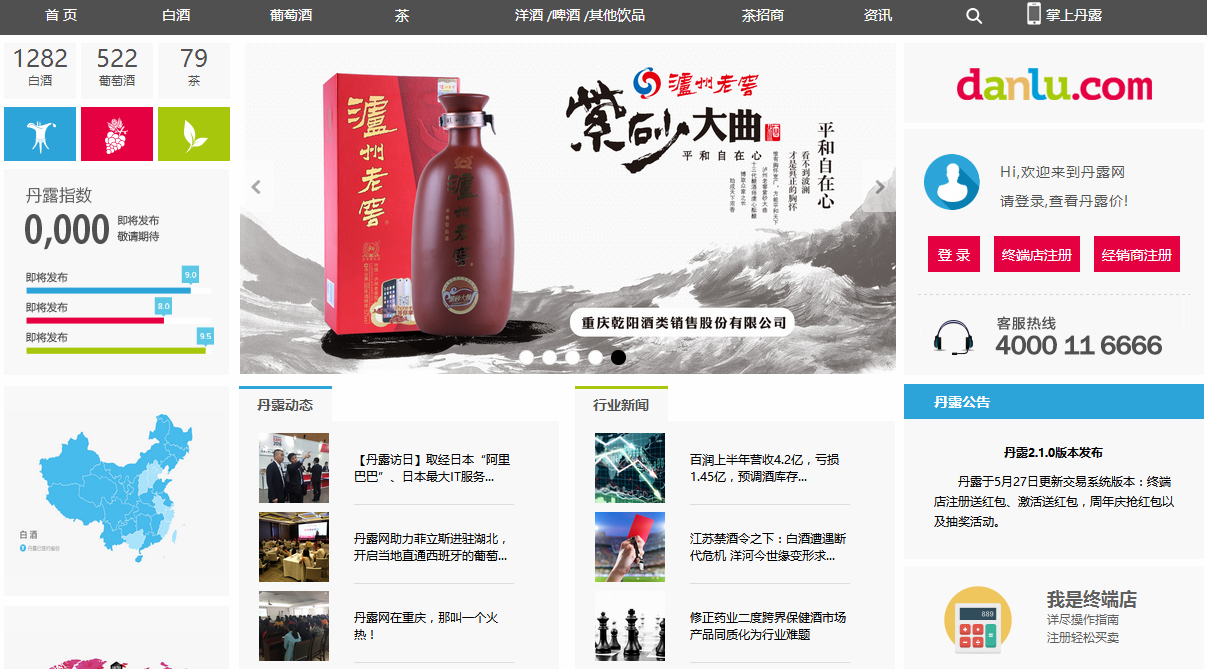 首 页
白酒
葡萄酒
茶
洋酒 /啤酒 /其他饮品
茶招商
资讯
掌上丹露
1282
白酒
522
葡萄酒
79
茶
丹露指数
0,000
即将发布
敬请期待
即将发布
9.0
即将发布
8.0
即将发布
9.5
白酒
泸州老窖
泸州老窖
泸州老窖
紫砂大曲
酒
平和自在心
平和自在心
看不到波澜
才是真正的胸怀
重庆乾阳酒类销售股份有限公司
danlu.com
Hi,欢迎来到丹露网
请登录,查看丹露价!
登 录
终端店注册
经销商注册
客服热线
4000 11 6666
丹露动态
【丹露访日】取经日本“阿里
巴巴”、日本最大IT服务...
丹露网助力菲立斯进驻湖北，
开启当地直通西班牙的葡萄...
丹露网在重庆，那叫一个火
热！
行业新闻
百润上半年营收4.2亿，亏损
1.45亿，预调酒库存...
江苏禁酒令之下：白酒遭遇断
代危机 洋河今世缘变形求...
修正药业二度跨界保健酒市场
产品同质化为行业难题
丹露公告
丹露2.1.0版本发布
丹露于5月27日更新交易系统版本：终端
店注册送红包、激活送红包，周年庆抢红包以
及抽奖活动。
889
我是终端店
详尽操作指南
注册轻松买卖